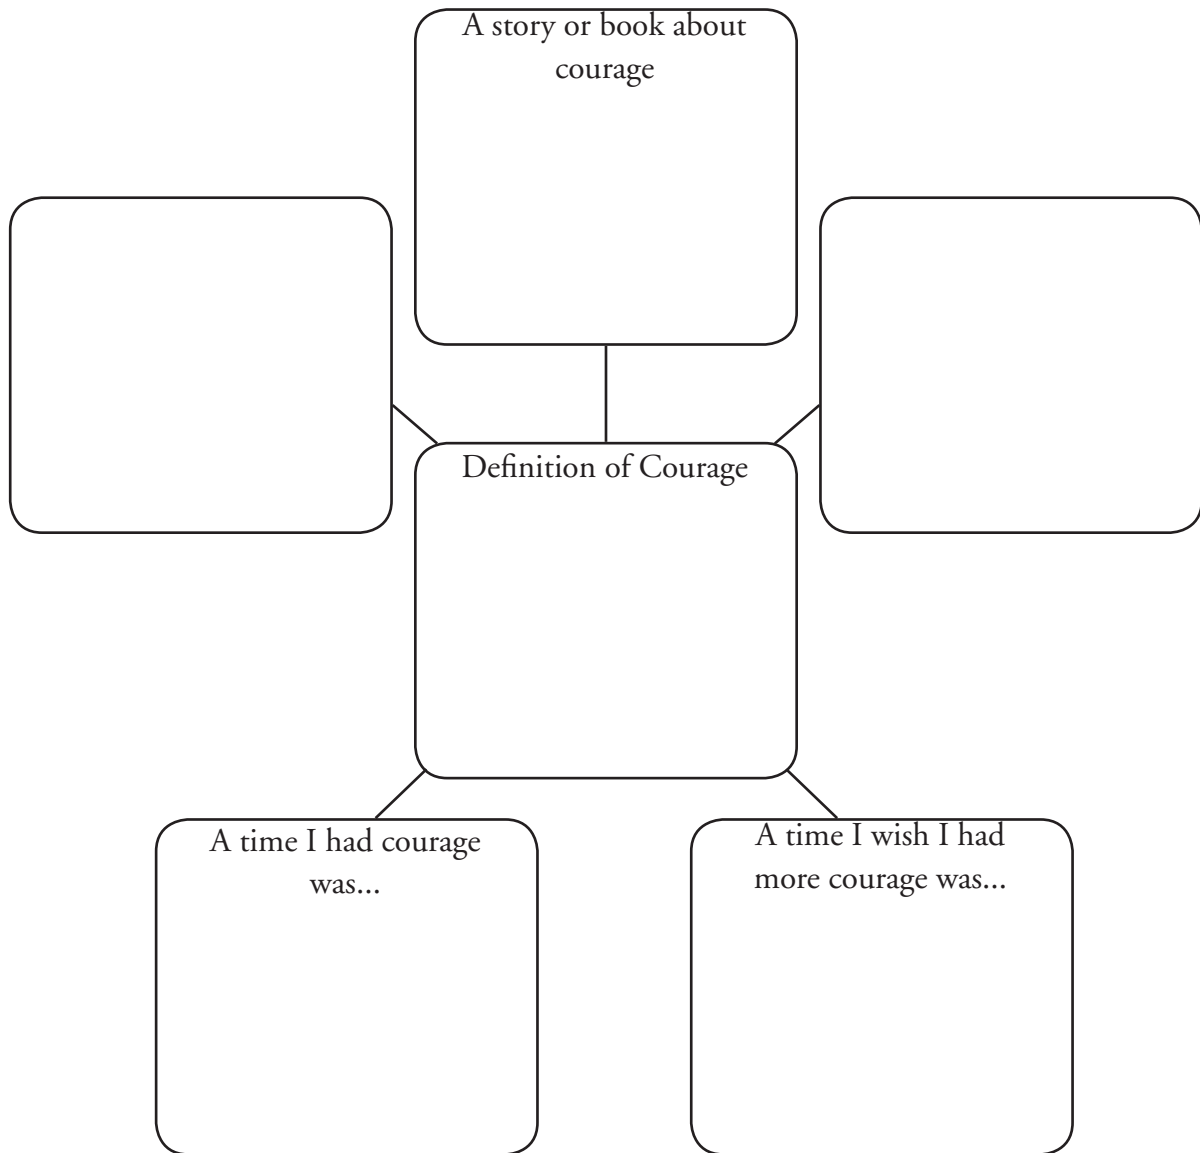 A story or book about
courage
Definition of Courage
A time I had courage
was...
A time I wish I had
more courage was...